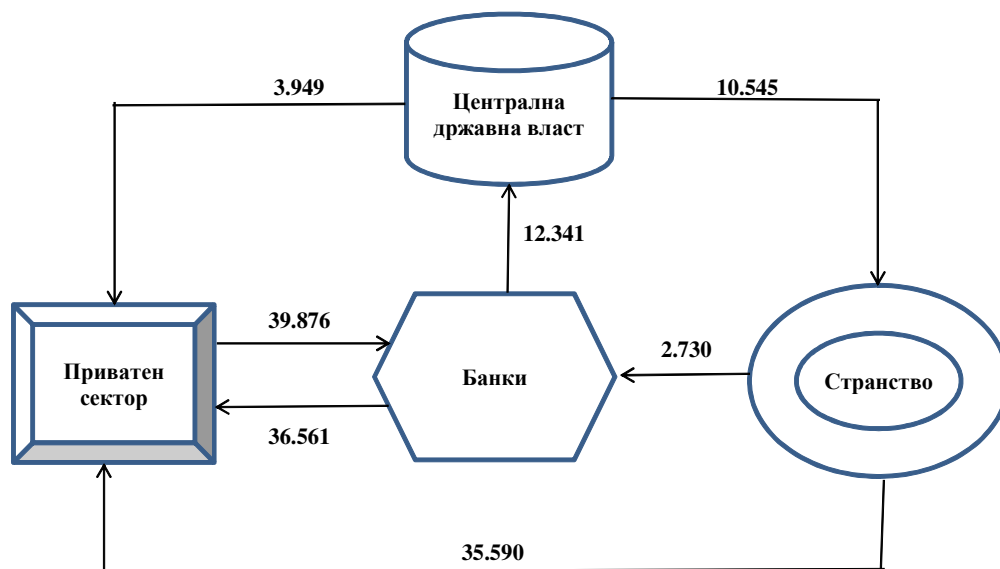 3.949
10.545
Централна
државна власт
12.341
39.876
2.730
Приватен
сектор
Банки
Странство
36.561
35.590